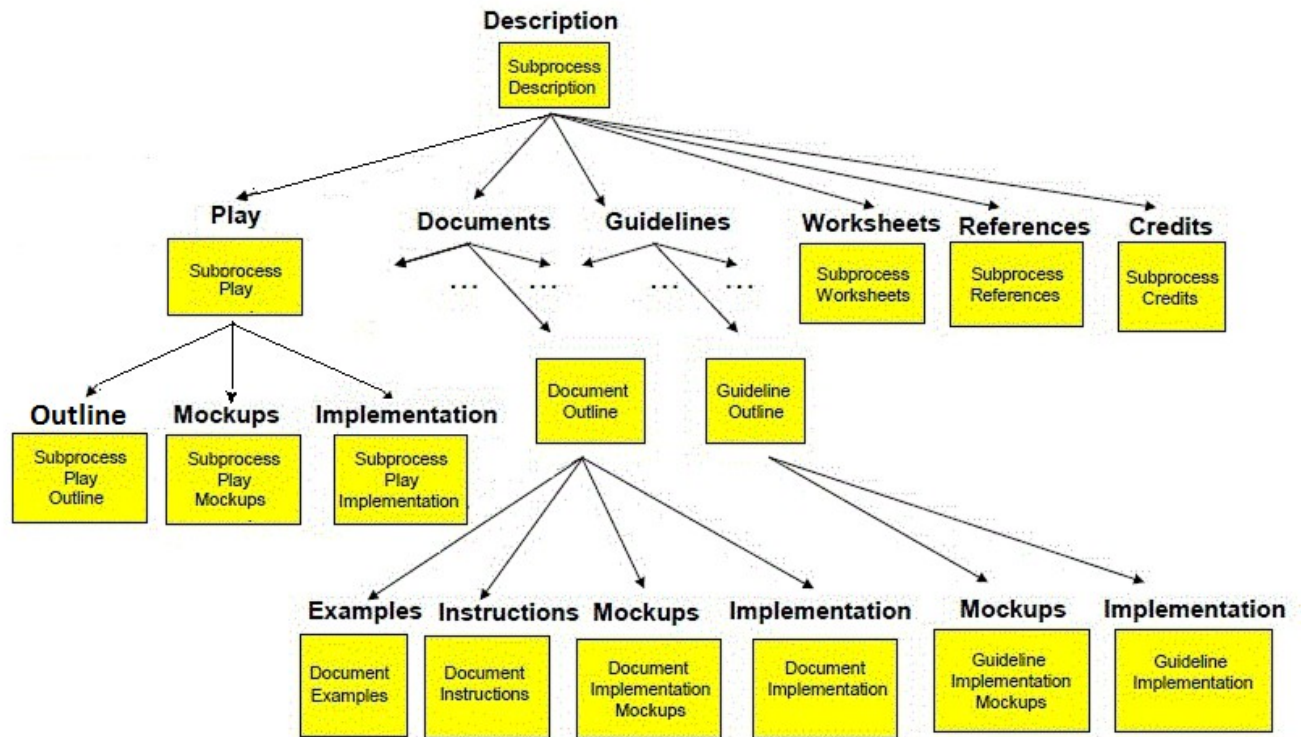 Description
Subprocess
Description
Play
Documents
Guidelines
Worksheets
References
Credits
Subprocess
Play
Subprocess
Worksheets
Subprocess
References
Subprocess
Credits
... ...
... ...
Document
Outline
Guideline
Outline
Outline
Mockups
Implementation
Subprocess
Play
Outline
Subprocess
Play
Mockups
Subprocess
Play
Implementation
Examples
Instructions
Mockups
Implementation
Mockups
Implementation
Document
Examples
Document
Instructions
Document
Implementation
Mockups
Document
Implementation
Guideline
Implementation
Mockups
Guideline
Implementation